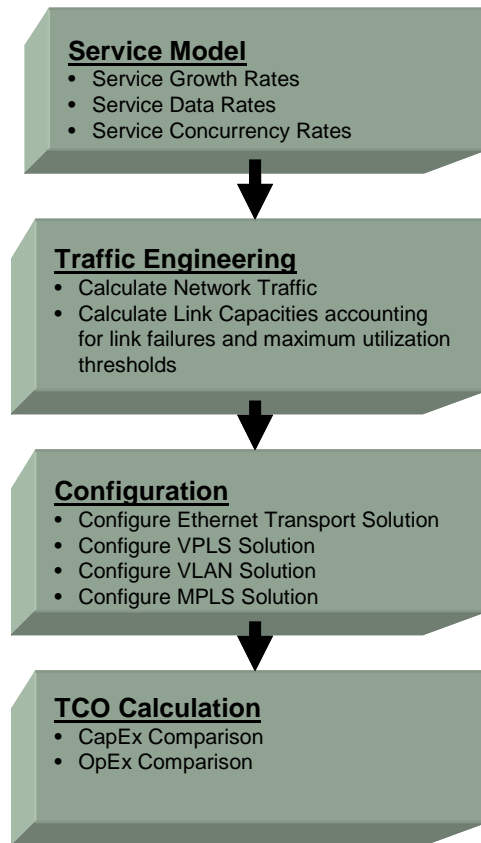 Service Model
• Service Growth Rates
• Service Data Rates
• Service Concurrency Rates
Traffic Engineering
• Calculate Network Traffic
• Calculate Link Capacities accounting
for link failures and maximum utilization
thresholds
Configuration
• Configure Ethernet Transport Solution
• Configure VPLS Solution
• Configure VLAN Solution
• Configure MPLS Solution
TCO Calculation
• CapEx Comparison
• OpEx Comparison